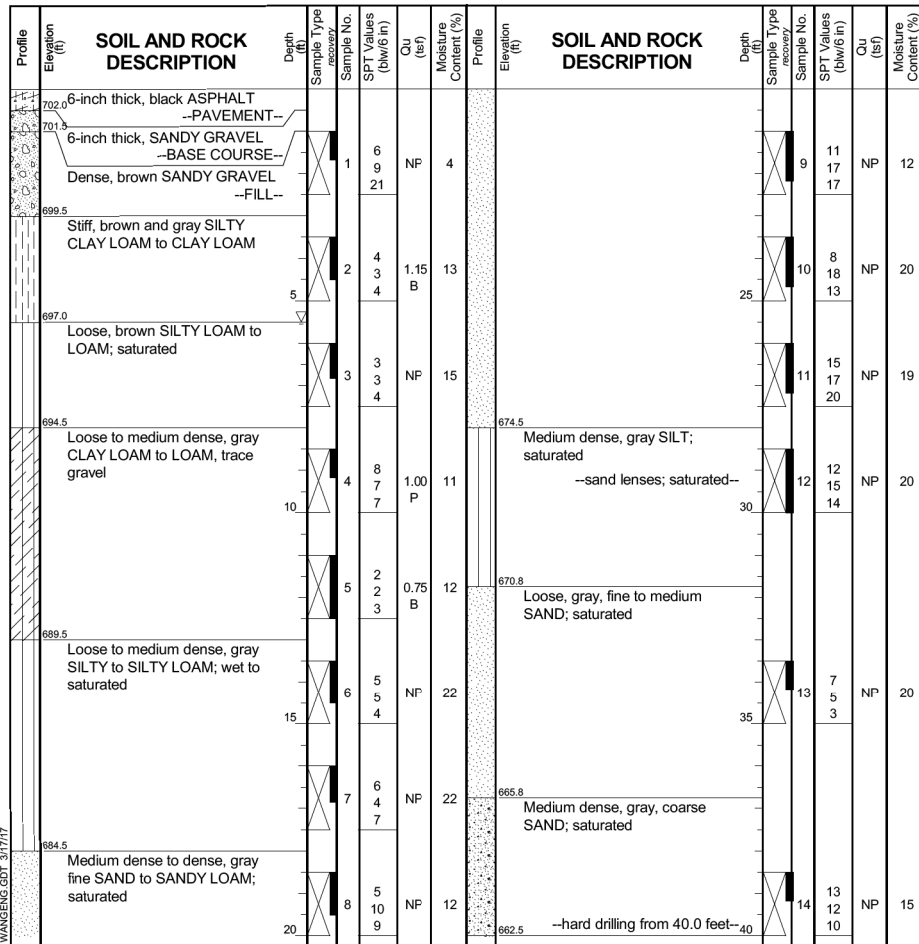 Profile
Elevation
(ft)
SOIL AND ROCK
DESCRIPTION
Depth
(ft)
Sample Type
recovery
Sample No.
SPT Values
(blw/6 in)
Qu
(tsf)
Moisture
Content (%)
702.0
6-inch thick, black ASPHALT
--PAVEMENT--
701.5
6-inch thick, SANDY GRAVEL
--BASE COURSE--
Dense, brown SANDY GRAVEL
--FILL--
1
6
9
21
NP
4
699.5
Stiff, brown and gray SILTY
CLAY LOAM to CLAY LOAM
5
2
4
3
4
1.15
B
13
697.0
Loose, brown SILTY LOAM to
LOAM; saturated
3
3
3
4
NP
15
694.5
Loose to medium dense, gray
CLAY LOAM to LOAM, trace
gravel
10
4
8
7
7
1.00
P
11
5
2
2
3
0.75
B
12
689.5
Loose to medium dense, gray
SILTY to SILTY LOAM; wet to
saturated
15
6
5
5
4
NP
22
7
6
4
7
NP
22
684.5
Medium dense to dense, gray
fine SAND to SANDY LOAM;
saturated
20
8
5
10
9
NP
12
WANGENG.GDT 3/17/17
Profile
Elevation
(ft)
SOIL AND ROCK
DESCRIPTION
Depth
(ft)
Sample Type
recovery
Sample No.
SPT Values
(blw/6 in)
Qu
(tsf)
Moisture
Content (%)
9
11
17
17
NP
12
25
10
8
18
13
NP
20
11
15
17
20
NP
19
674.5
Medium dense, gray SILT;
saturated
--sand lenses; saturated--
30
12
12
15
14
NP
20
670.8
Loose, gray, fine to medium
SAND; saturated
35
13
7
5
3
NP
20
665.8
Medium dense, gray, coarse
SAND; saturated
662.5
--hard drilling from 40.0 feet--
40
14
13
12
10
NP
15